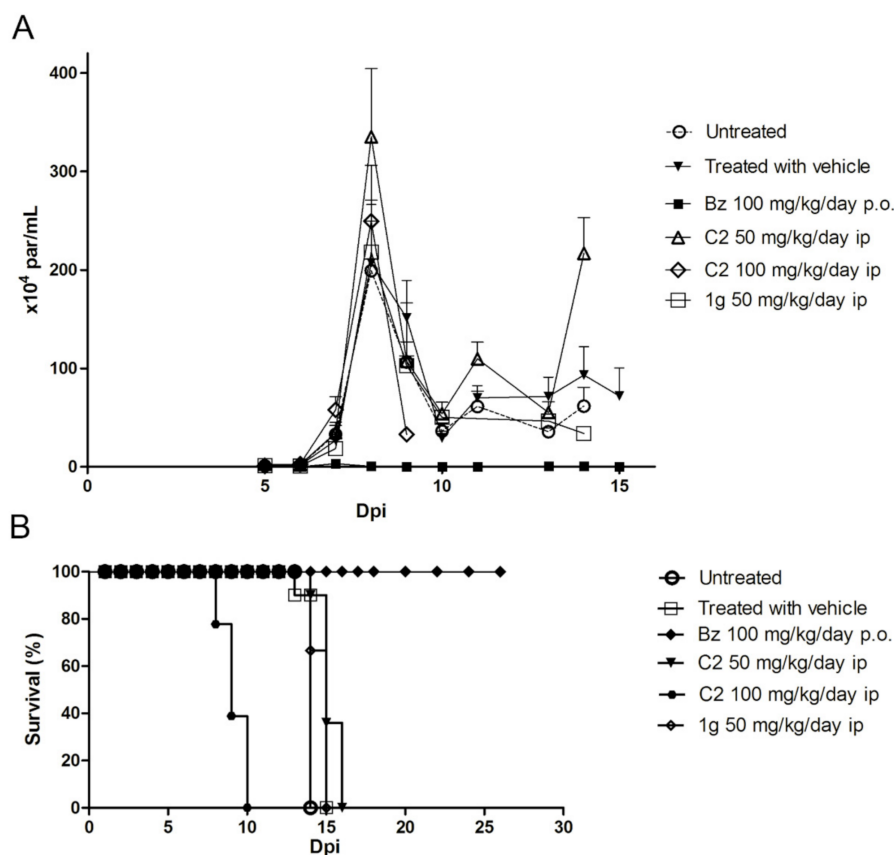 A
400
300
200
100
0
x10⁴ par/mL
0 5 10 15
Dpi
Untreated
Treated with vehicle
Bz 100 mg/kg/day p.o.
C2 50 mg/kg/day ip
C2 100 mg/kg/day ip
1g 50 mg/kg/day ip
B
100
80
60
40
20
0
Survival (%)
0 5 10 15 20 25 30
Dpi
Untreated
Treated with vehicle
Bz 100 mg/kg/day p.o.
C2 50 mg/kg/day ip
C2 100 mg/kg/day ip
1g 50 mg/kg/day ip